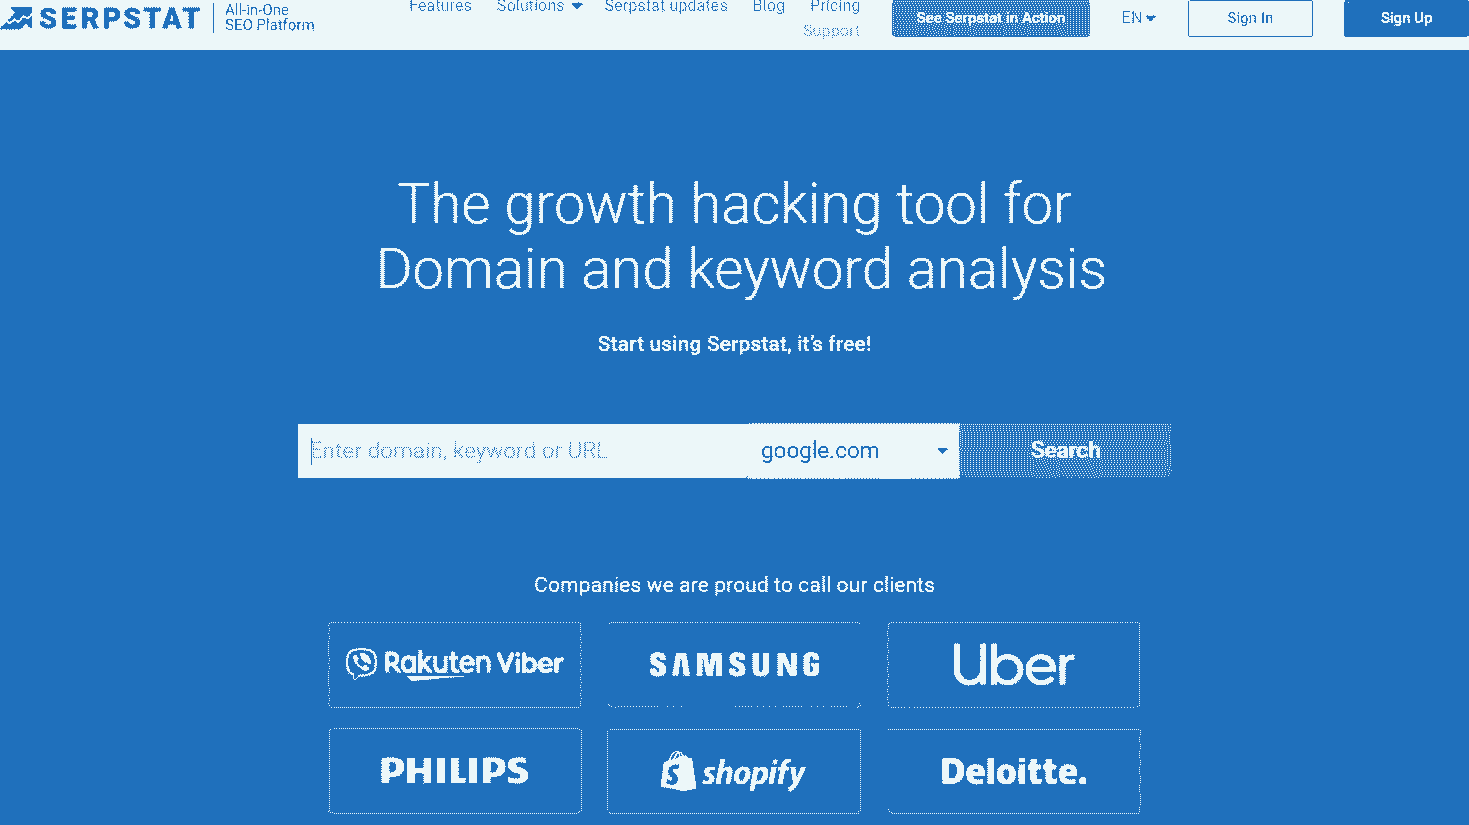 SERPSTAT
All-in-One
SEO Platform
Features Solutions Serpstat updates Blog Pricing
Support
See Serpstat in Action
EN
Sign In
Sign Up
The growth hacking tool for
Domain and keyword analysis
Start using Serpstat, it's free!
Enter domain, keyword or URL
google.com
Search
Companies we are proud to call our clients
Rakuten Viber
SAMSUNG
Uber
PHILIPS
shopify
Deloitte.